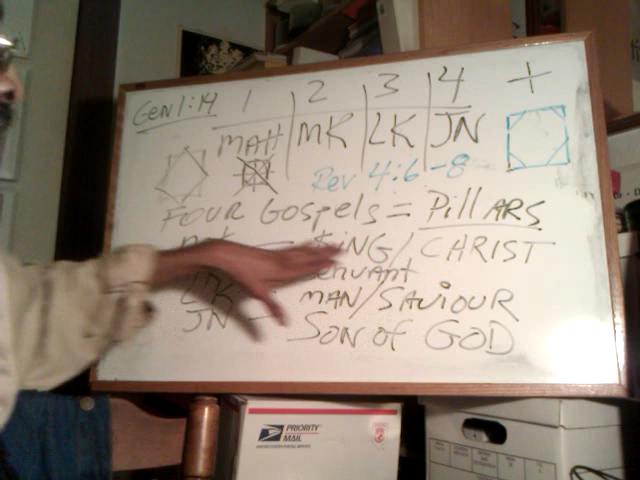 Gen 1:14 1 2 3 4 +
MATT MK LK JN
Rev 4:6-8
FOUR Gospels = PillARS
KiNG/CHRIST
SERVANT
LK MAN/SAViOUR
JN - SON of GOD
PRIORITY
MAIL